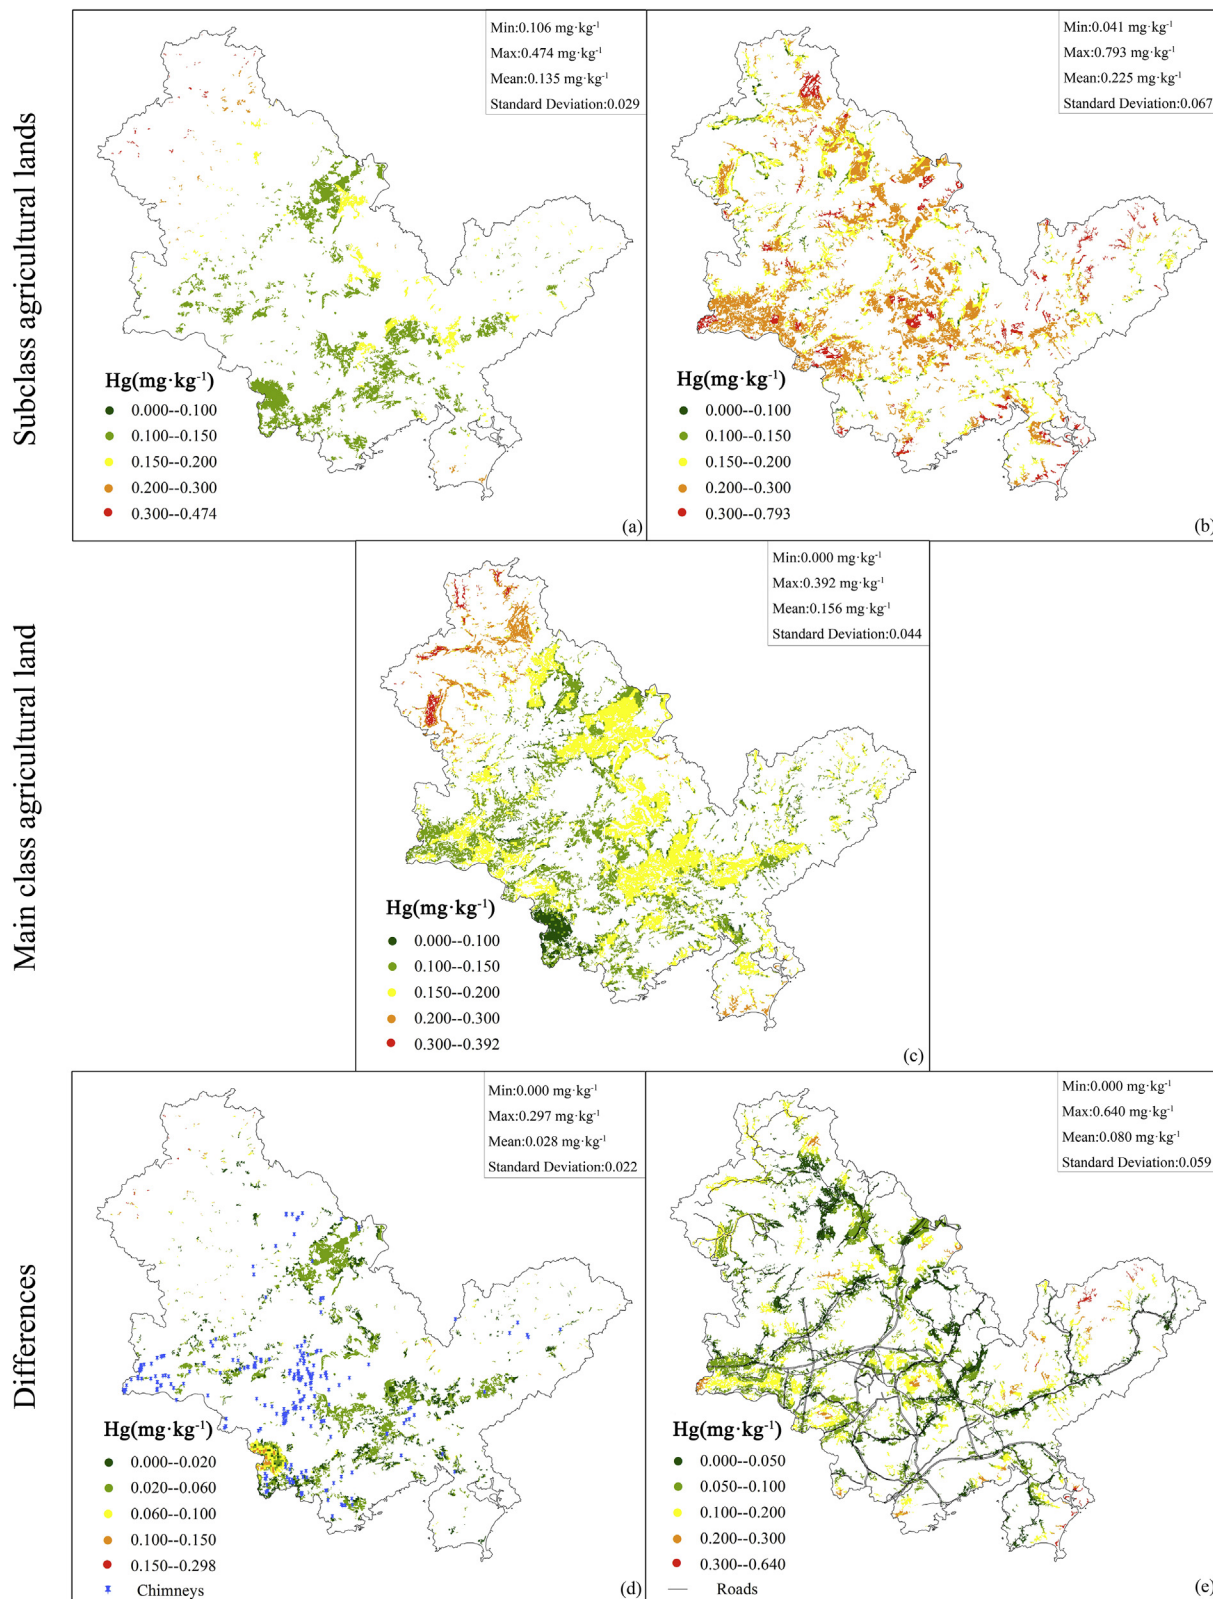 Subclass agricultural lands
Min:0.106 mg·kg-1
Max:0.474 mg·kg-1
Mean:0.135 mg·kg-1
Standard Deviation:0.029
Hg(mg·kg-1)
0.000--0.100
0.100--0.150
0.150--0.200
0.200--0.300
0.300--0.474
(a)
Min:0.041 mg·kg-1
Max:0.793 mg·kg-1
Mean:0.225 mg·kg-1
Standard Deviation:0.067
Hg(mg·kg-1)
0.000--0.100
0.100--0.150
0.150--0.200
0.200--0.300
0.300--0.793
(b)
Main class agricultural land
Min:0.000 mg·kg-1
Max:0.392 mg·kg-1
Mean:0.156 mg·kg-1
Standard Deviation:0.044
Hg(mg·kg-1)
0.000--0.100
0.100--0.150
0.150--0.200
0.200--0.300
0.300--0.392
(c)
Differences
Min:0.000 mg·kg-1
Max:0.297 mg·kg-1
Mean:0.028 mg·kg-1
Standard Deviation:0.022
Hg(mg·kg-1)
0.000--0.020
0.020--0.060
0.060--0.100
0.100--0.150
0.150--0.298
Chimneys
(d)
Min:0.000 mg·kg-1
Max:0.640 mg·kg-1
Mean:0.080 mg·kg-1
Standard Deviation:0.059
Hg(mg·kg-1)
0.000--0.050
0.050--0.100
0.100--0.200
0.200--0.300
0.300--0.640
Roads
(e)